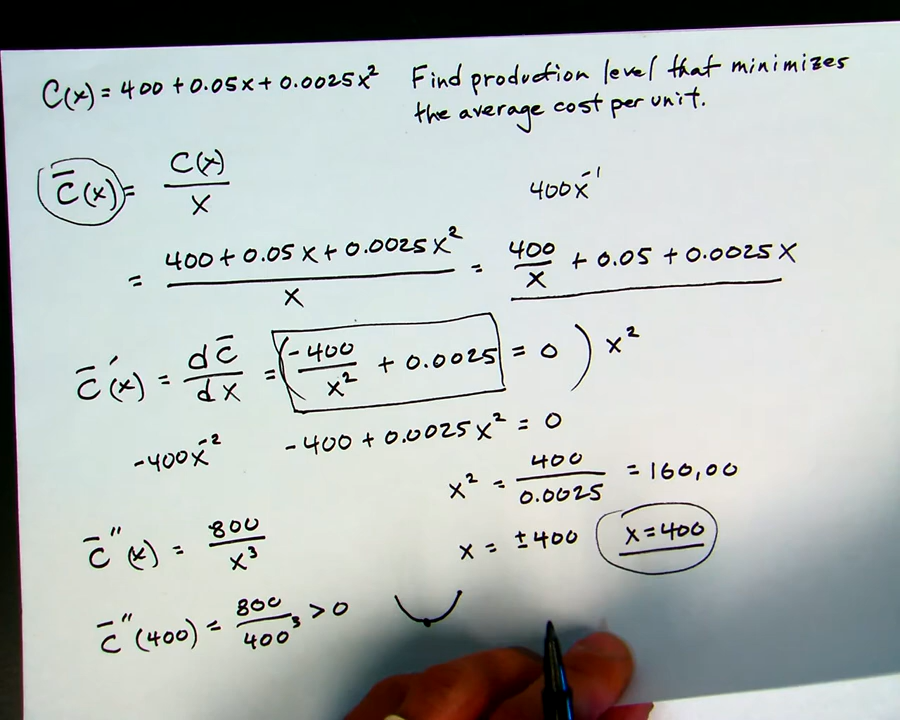 C(x) = 400 + 0.05x + 0.0025x² Find production level that minimizes
the average cost per unit.
C̄(x) = C(x)/x
400x⁻¹
= (400 + 0.05x + 0.0025x²)/x = 400/x + 0.05 + 0.0025x
C̄′(x) = dC̄/dx = (-400/x² + 0.0025 = 0) x²
-400x⁻² -400 + 0.0025x² = 0
x² = 400/0.0025 = 160,00
C̄″(x) = 800/x³
x = ±400 x = 400
C̄″(400) = 800/400³ > 0